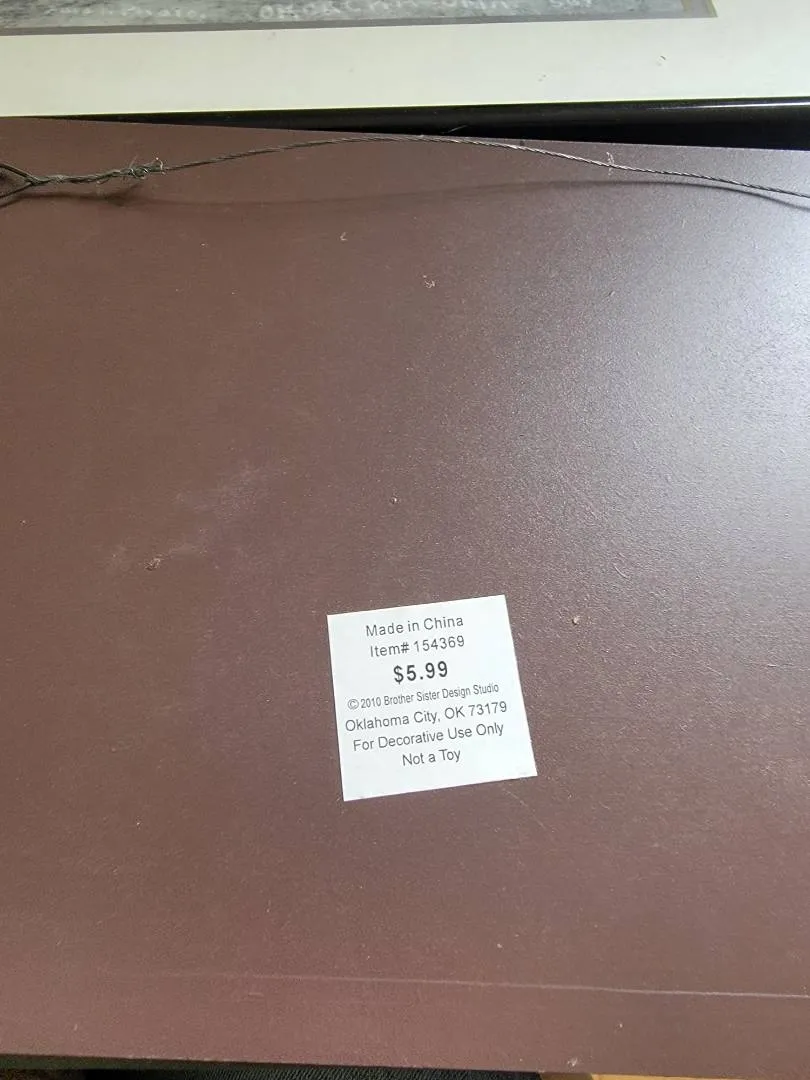 Made in China
Item# 154369
$5.99
© 2010 Brother Sister Design Studio
Oklahoma City, OK 73179
For Decorative Use Only
Not a Toy